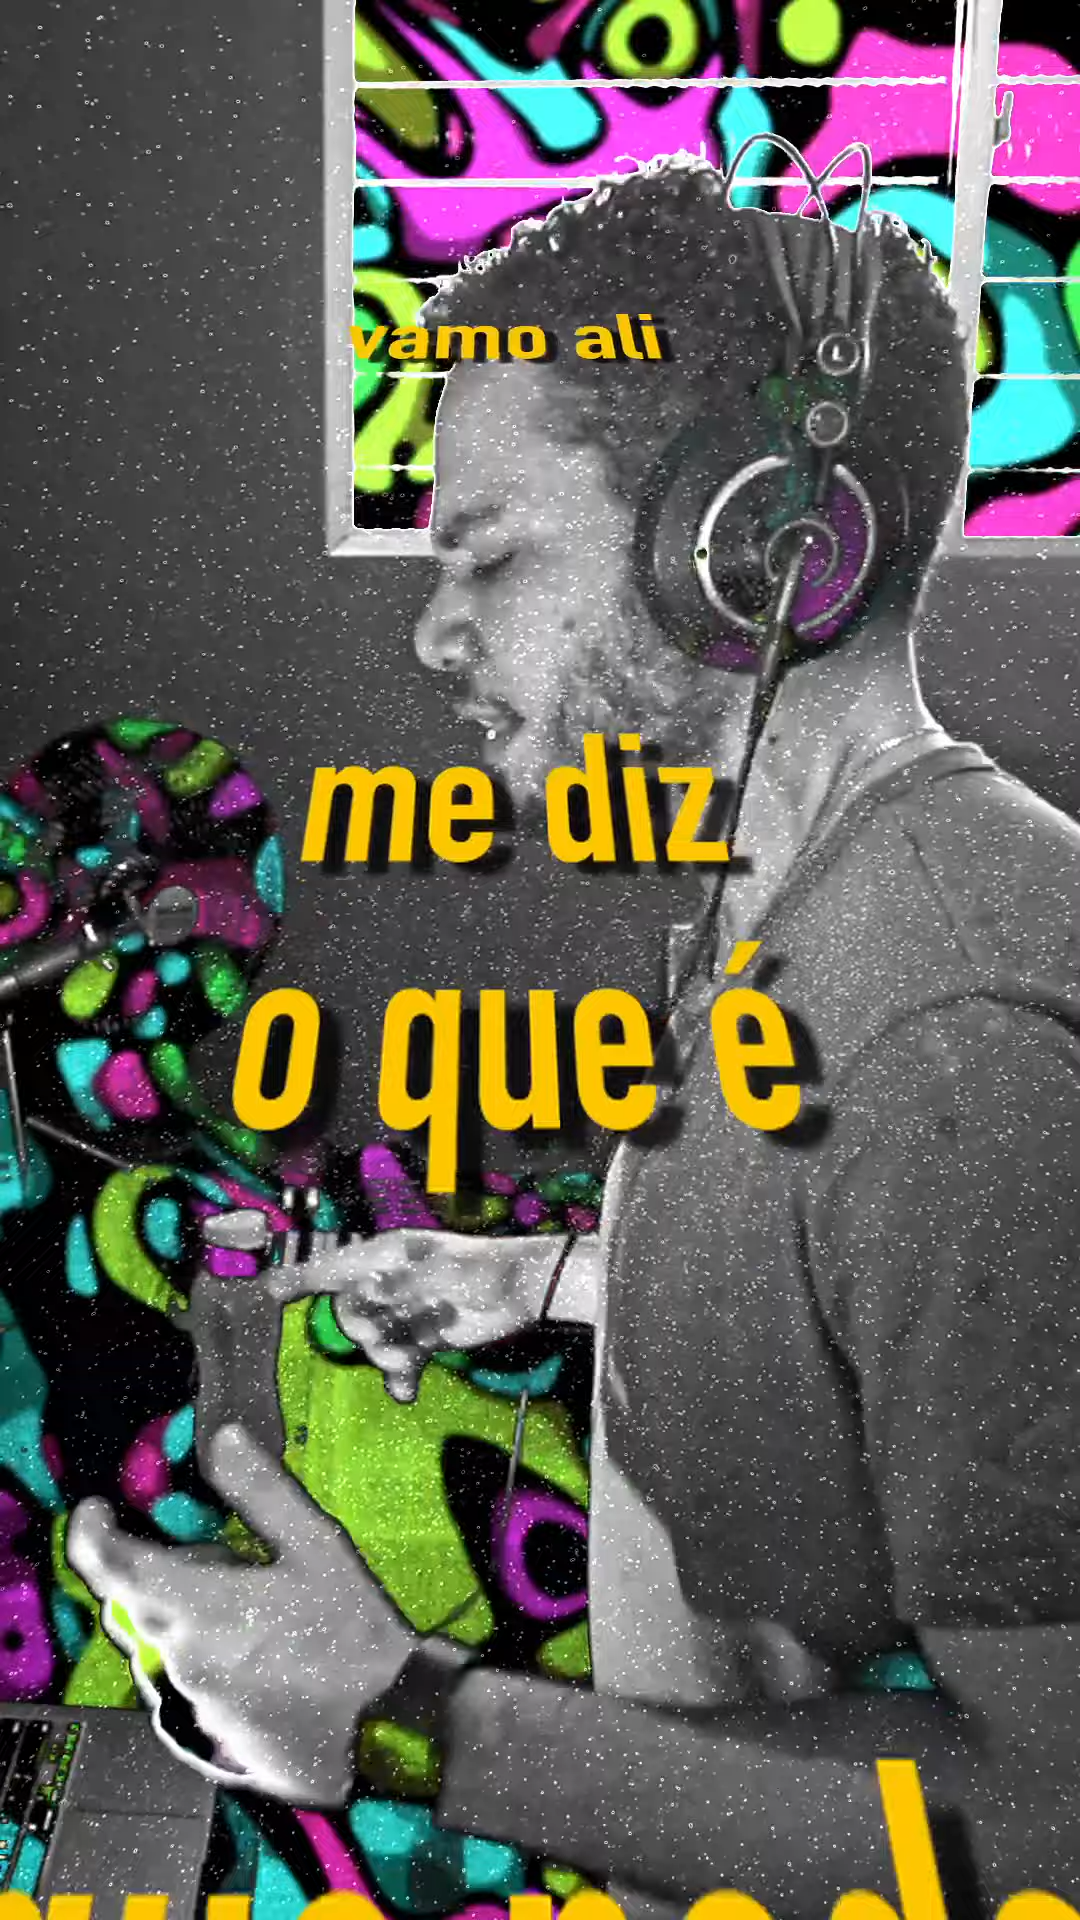 vamo ali
me diz
o que é